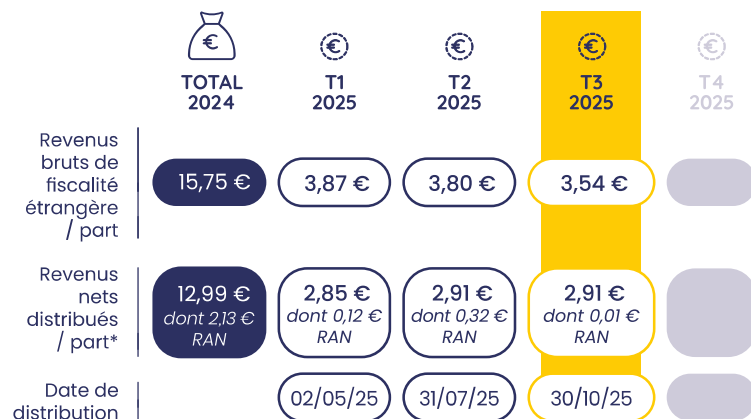 € € € € €
TOTAL T1 T2 T3 T4
2024 2025 2025 2025 2025
Revenus
bruts de
fiscalité
étrangère
/ part
15,75 € 3,87 € 3,80 € 3,54 €
Revenus
nets
distribués
/ part*
12,99 € 2,85 € 2,91 € 2,91 €
dont 2,13 € dont 0,12 € dont 0,32 € dont 0,01 €
RAN RAN RAN RAN
Date de
distribution
02/05/25 31/07/25 30/10/25